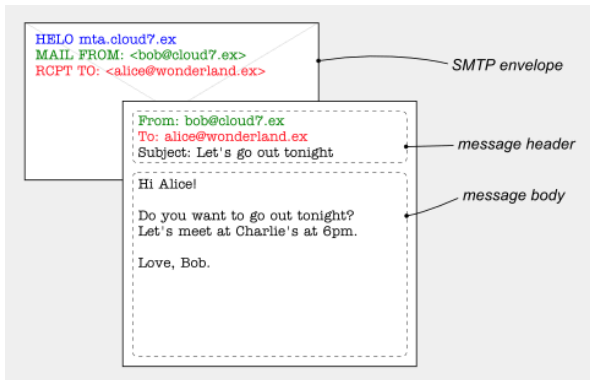 HELO mta.cloud7.ex
MAIL FROM: <bob@cloud7.ex>
RCPT TO: <alice@wonderland.ex>
SMTP envelope
From: bob@cloud7.ex
To: alice@wonderland.ex
Subject: Let's go out tonight
message header
Hi Alice!
message body
Do you want to go out tonight?
Let's meet at Charlie's at 6pm.
Love, Bob.